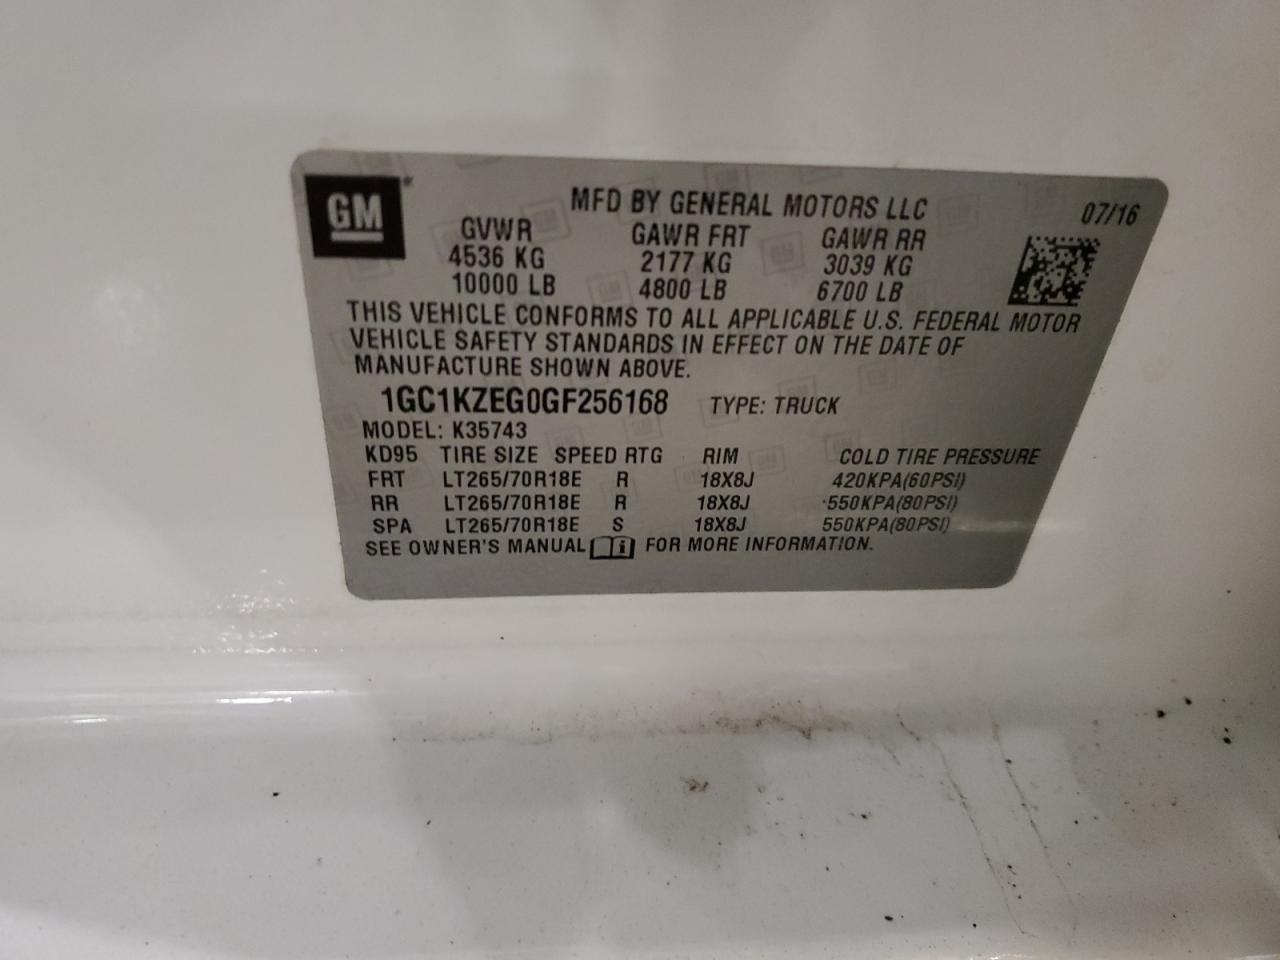 GM
MFD BY GENERAL MOTORS LLC 07/16
GVWR GAWR FRT GAWR RR
4536 KG 2177 KG 3039 KG
10000 LB 4800 LB 6700 LB
THIS VEHICLE CONFORMS TO ALL APPLICABLE U.S. FEDERAL MOTOR
VEHICLE SAFETY STANDARDS IN EFFECT ON THE DATE OF
MANUFACTURE SHOWN ABOVE.
1GC1KZEG0GF256168 TYPE: TRUCK
MODEL: K35743
KD95 TIRE SIZE SPEED RTG RIM COLD TIRE PRESSURE
FRT LT265/70R18E R 18X8J 420KPA(60PSI)
RR LT265/70R18E R 18X8J 550KPA(80PSI)
SPA LT265/70R18E S 18X8J 550KPA(80PSI)
SEE OWNER'S MANUAL i FOR MORE INFORMATION.